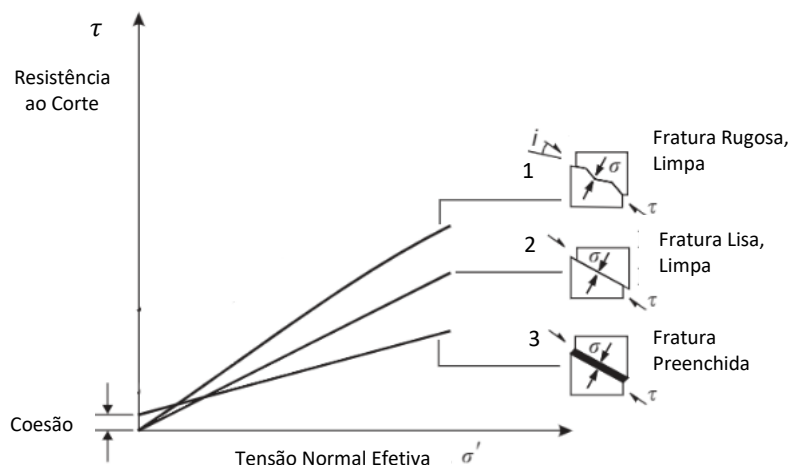 τ
Resistência
ao Corte
i
1
σ
τ
Fratura Rugosa,
Limpa
2
σ
τ
Fratura Lisa,
Limpa
3
σ
τ
Fratura
Preenchida
Coesão
Tensão Normal Efetiva σ'